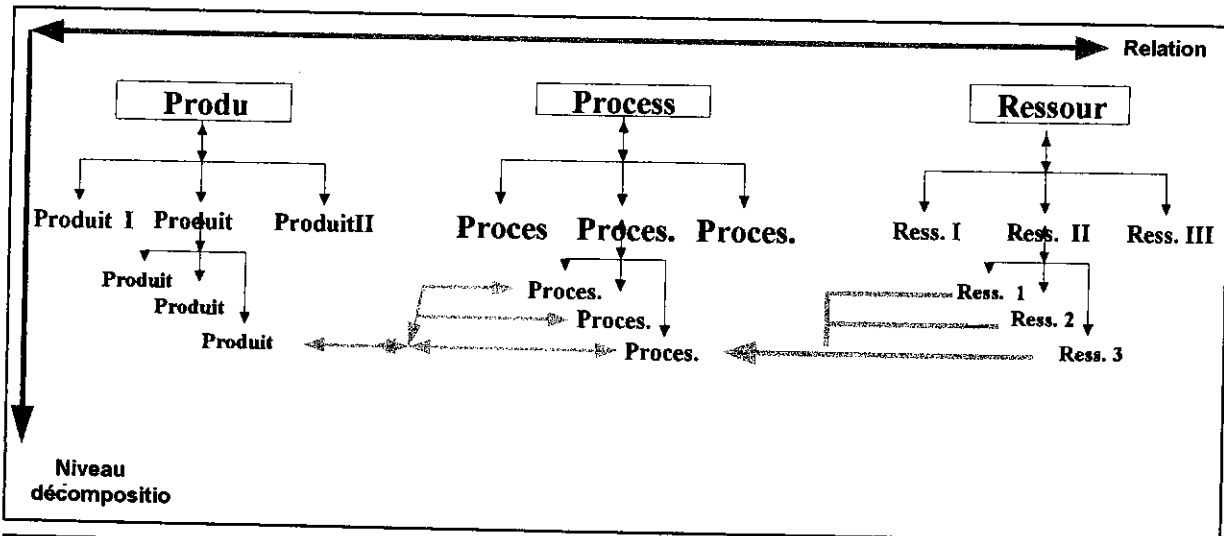 Relation
Produ
Process
Ressour
Produit I
Produit
ProduitII
Proces
Proces.
Proces.
Ress. I
Ress. II
Ress. III
Produit
Produit
Produit
Proces.
Proces.
Proces.
Ress. 1
Ress. 2
Ress. 3
Niveau
décompositio